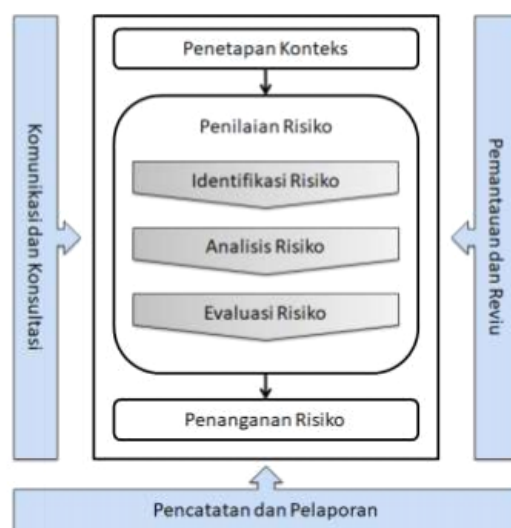 Penetapan Konteks
Penilaian Risiko
Identifikasi Risiko
Analisis Risiko
Evaluasi Risiko
Penanganan Risiko
Komunikasi dan Konsultasi
Pemantauan dan Reviu
Pencatatan dan Pelaporan